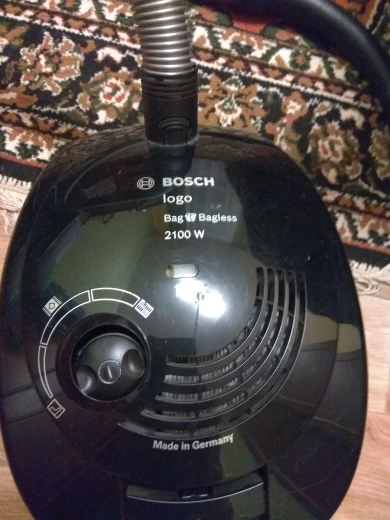 BOSCH
logo
Bag Bagless
2100 W
Made in Germany